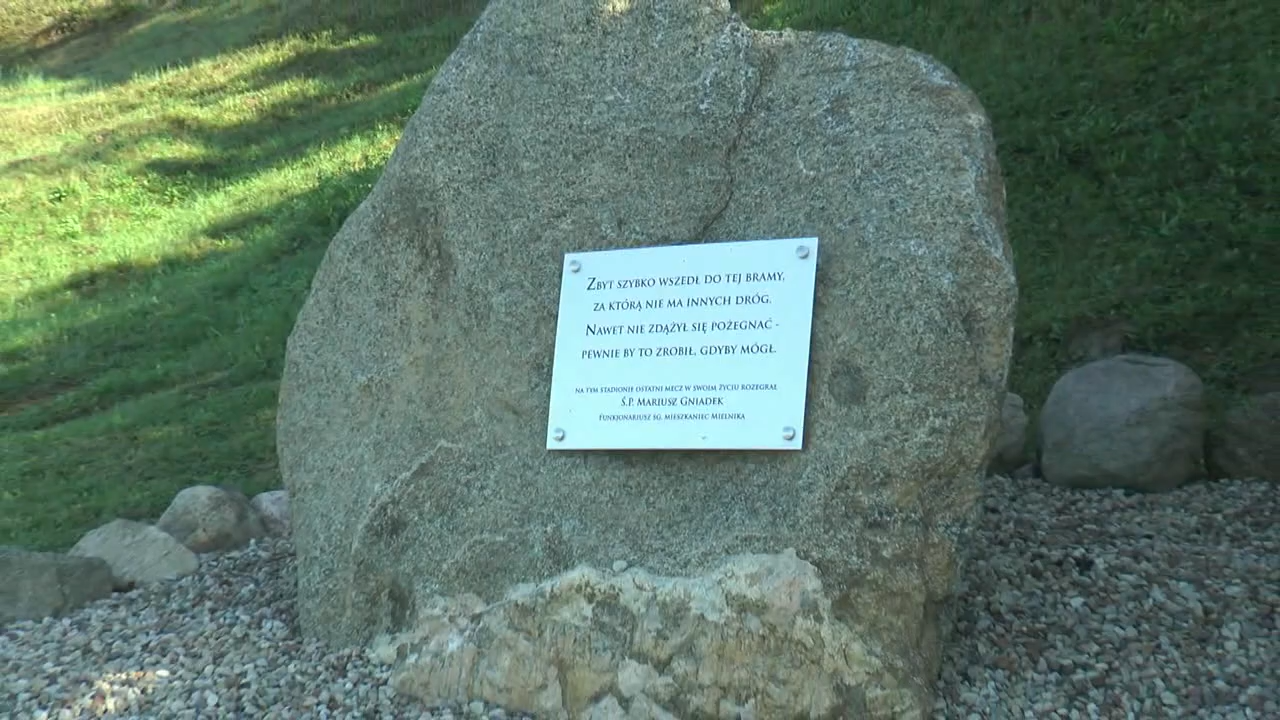 Zbyt szybko wszedł do tej bramy,
za którą nie ma innych dróg.
Nawet nie zdążył się pożegnać -
pewnie by to zrobił, gdyby mógł.
na tym stadionie ostatni mecz w swoim życiu rozegrał
Ś.P. Mariusz Gniadek
Funkjonariusz SG, mieszkaniec Mielnika